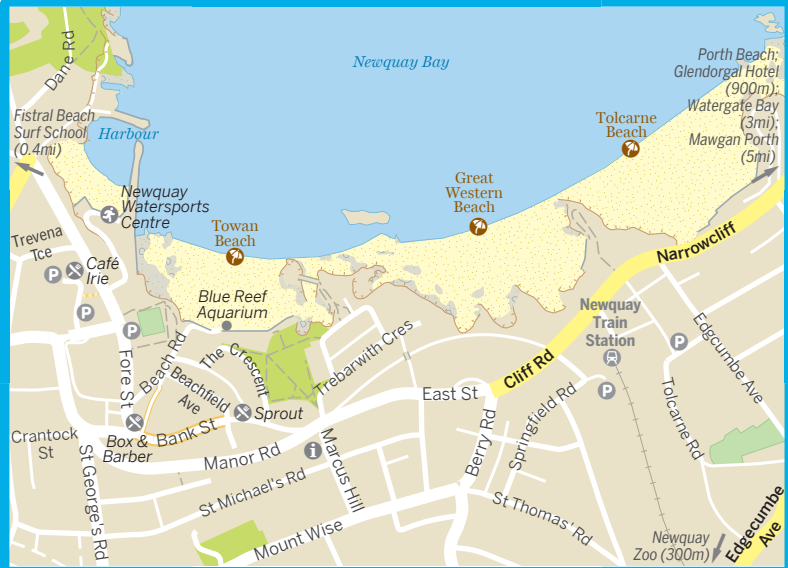 Dane Rd
Newquay Bay
Porth Beach;
Glendorgal Hotel
(900m);
Watergate Bay
(3mi);
Mawgan Porth
(5mi)
Fistral Beach
Surf School
(0.4mi)
Harbour
Tolcarne
Beach
Great
Western
Beach
Newquay
Watersports
Centre
Towan
Beach
Trevena
Tce
Café
Irie
P
P
P
Narrowcliff
Blue Reef
Aquarium
Newquay
Train
Station
P
P
Fore St
Beach Rd
The Crescent
Beachfield
Ave
Trebarwith Cres
Cliff Rd
Edgcumbe Ave
East St
Sprout
Springfield Rd
Tolcarne Rd
Box &
Barber
Bank St
Crantock
St
Manor Rd
i
Marcus Hill
Berry Rd
St George's Rd
St Michael's Rd
St Thomas' Rd
Mount Wise
Newquay
Zoo (300m)
Edgecumbe
Ave